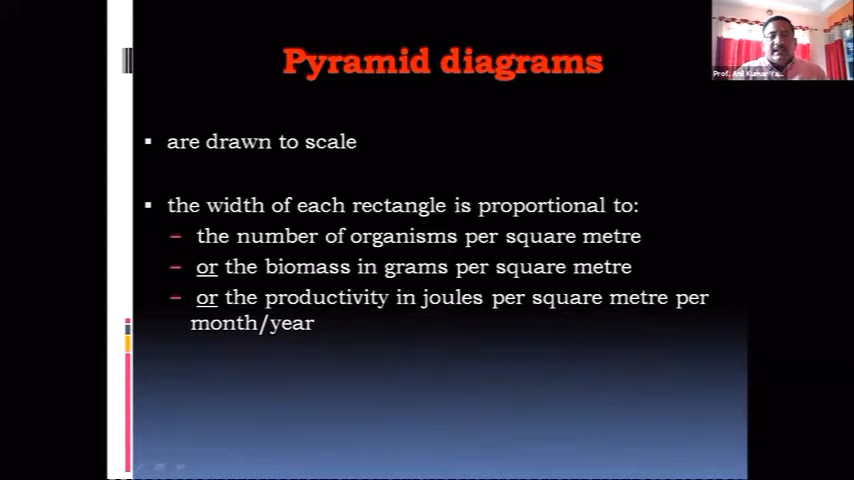 Pyramid diagrams
▪ are drawn to scale
▪ the width of each rectangle is proportional to:
– the number of organisms per square metre
– or the biomass in grams per square metre
– or the productivity in joules per square metre per
month/year
Prof. Anil Kumar Ya...